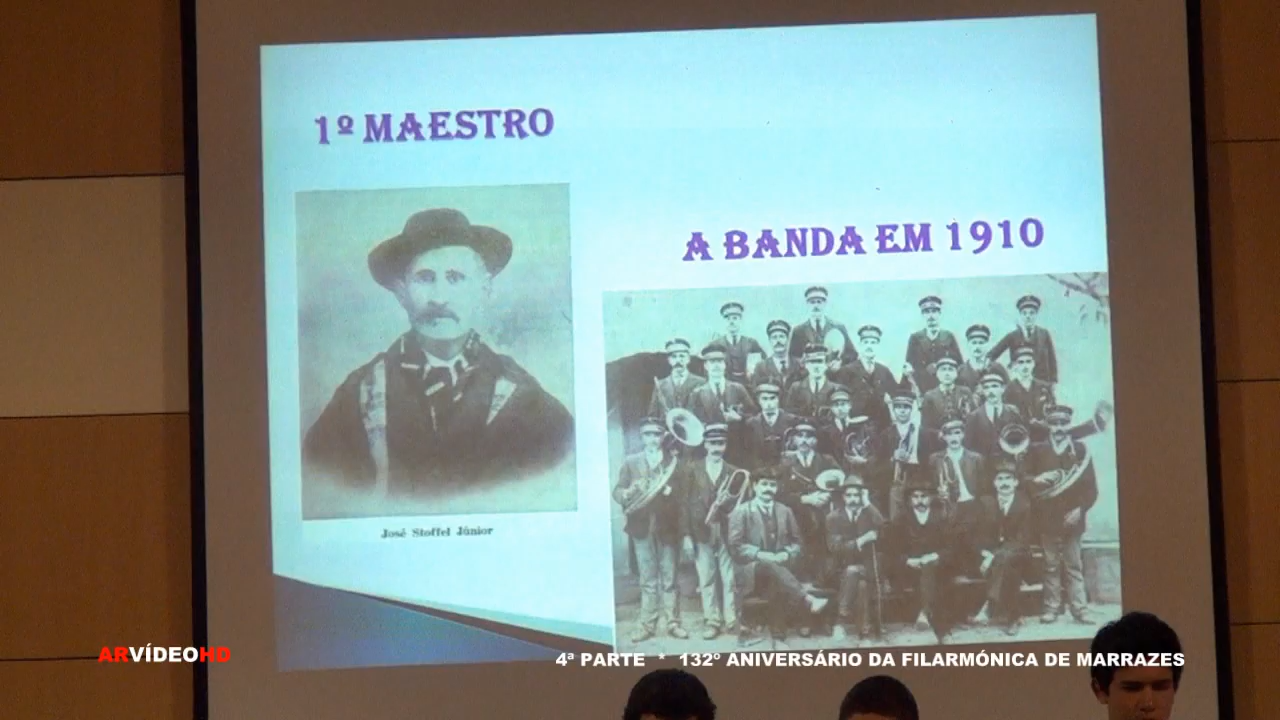 1º MAESTRO
A BANDA EM 1910
José Stoffel Júnior
ARVÍDEOHD
4ª PARTE * 132º ANIVERSÁRIO DA FILARMÓNICA DE MARRAZES